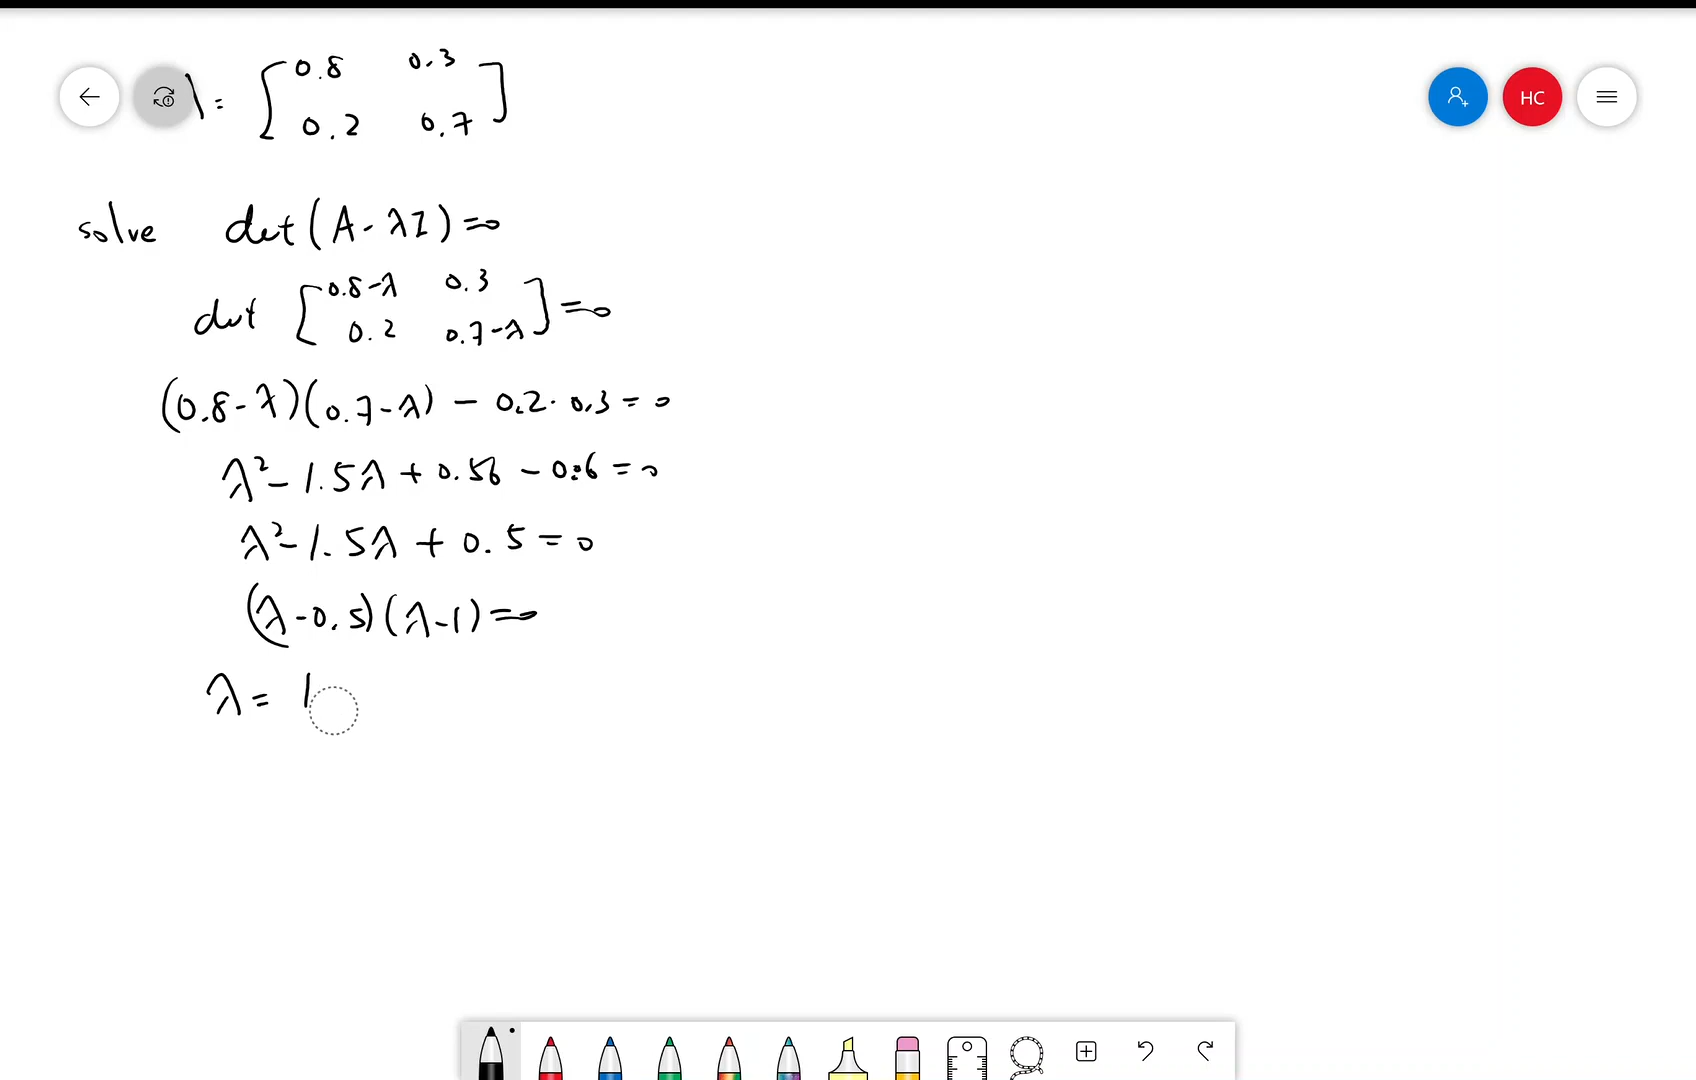 A = [0.8 0.3
HC
0.2 0.7]
solve det(A - λI) = 0
det [0.8-λ 0.3
0.2 0.7-λ] = 0
(0.8-λ)(0.7-λ) - 0.2·0.3 = 0
λ² - 1.5λ + 0.56 - 0.6 = 0
λ² - 1.5λ + 0.5 = 0
(λ-0.5)(λ-1) = 0
λ = 1